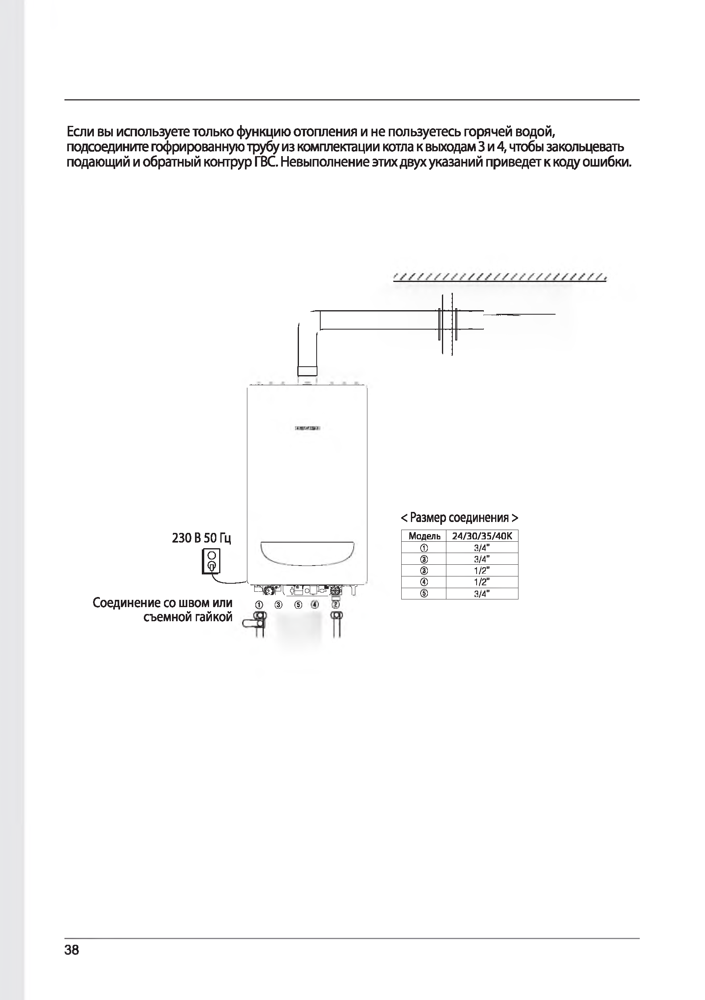 Если вы используете только функцию отопления и не пользуетесь горячей водой,
подсоедините гофрированную трубу из комплектации котла к выходам 3 и 4, чтобы закольцевать
подающий и обратный контрур ГВС. Невыполнение этих двух указаний приведет к коду ошибки.
230 В 50 Гц
Соединение со швом или
съемной гайкой
① ③ ⑤ ④ ②
< Размер соединения >
Модель 24/30/35/40K
① 3/4"
② 3/4"
③ 1/2"
④ 1/2"
⑤ 3/4"
38